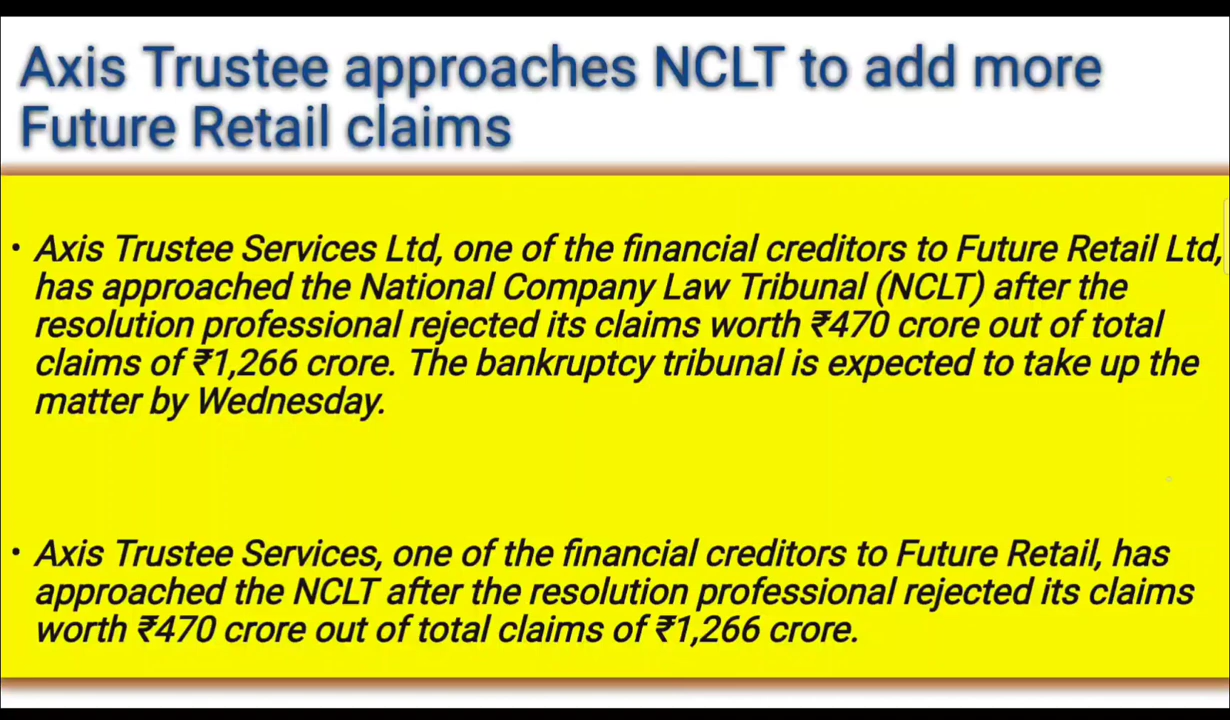 Axis Trustee approaches NCLT to add more
Future Retail claims
• Axis Trustee Services Ltd, one of the financial creditors to Future Retail Ltd,
has approached the National Company Law Tribunal (NCLT) after the
resolution professional rejected its claims worth ₹470 crore out of total
claims of ₹1,266 crore. The bankruptcy tribunal is expected to take up the
matter by Wednesday.
• Axis Trustee Services, one of the financial creditors to Future Retail, has
approached the NCLT after the resolution professional rejected its claims
worth ₹470 crore out of total claims of ₹1,266 crore.